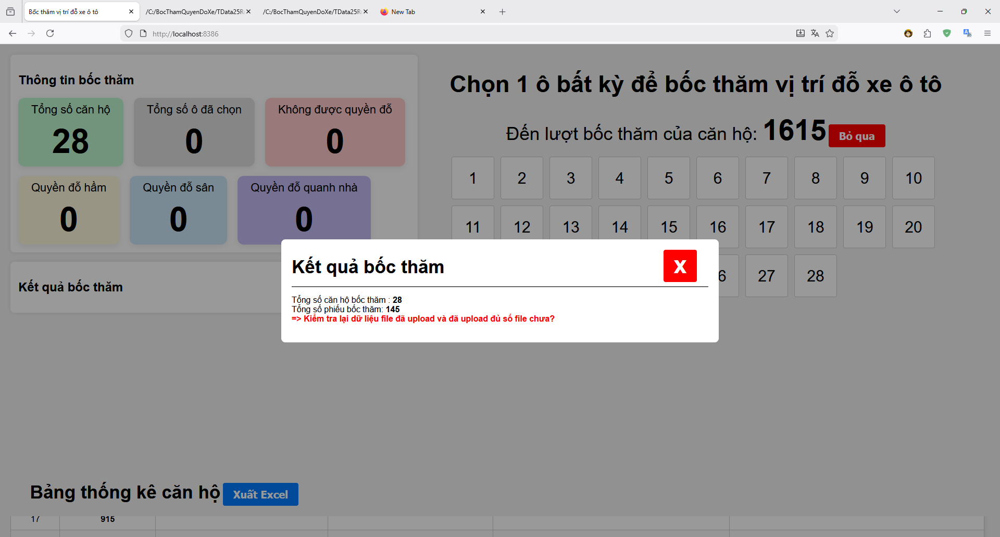 Bốc thăm vị trí đỗ xe ô tô
/C:/BocThamQuyenDoXe/TData25R
/C:/BocThamQuyenDoXe/TData25R
New Tab
http://localhost:8386
Thông tin bốc thăm
Tổng số căn hộ
28
Tổng số ô đã chọn
0
Không được quyền đỗ
0
Quyền đỗ hầm
0
Quyền đỗ sân
0
Quyền đỗ quanh nhà
0
Kết quả bốc thăm
Chọn 1 ô bất kỳ để bốc thăm vị trí đỗ xe ô tô
Đến lượt bốc thăm của căn hộ: 1615 Bỏ qua
1 2 3 4 5 6 7 8 9 10
11 12 13 14 15 16 17 18 19 20
6 27 28
Kết quả bốc thăm
X
Tổng số căn hộ bốc thăm : 28
Tổng số phiếu bốc thăm: 145
=> Kiểm tra lại dữ liệu file đã upload và đã upload đủ số file chưa?
Bảng thống kê căn hộ Xuất Excel
17 915